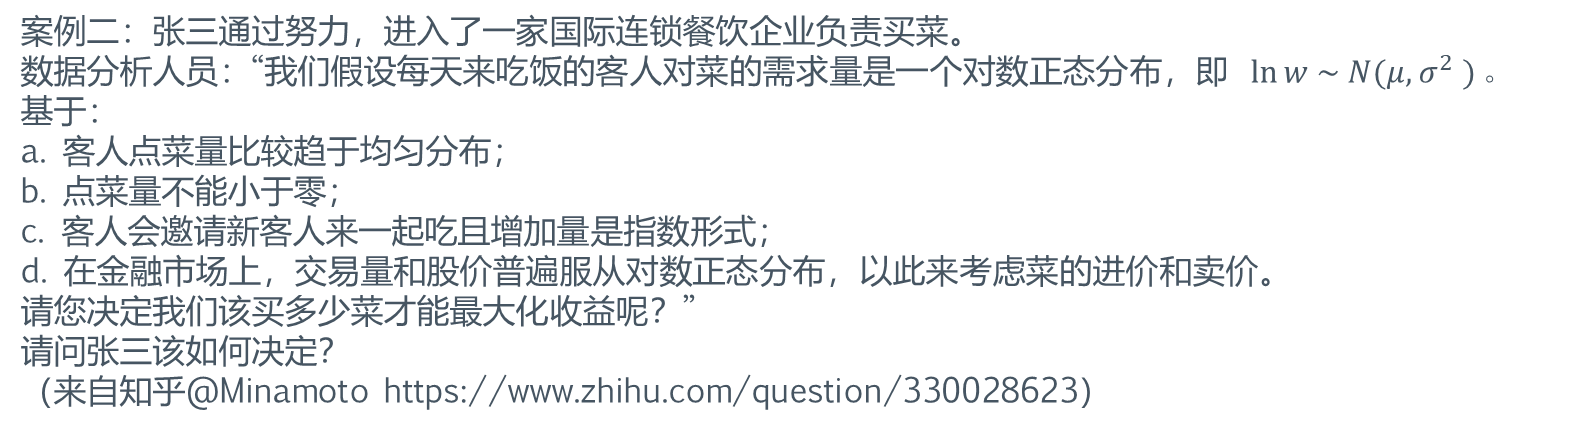 案例二：张三通过努力，进入了一家国际连锁餐饮企业负责买菜。
数据分析人员：“我们假设每天来吃饭的客人对菜的需求量是一个对数正态分布，即 ln w ~ N(μ, σ²)。
基于：
a. 客人点菜量比较趋于均匀分布；
b. 点菜量不能小于零；
c. 客人会邀请新客人来一起吃且增加量是指数形式；
d. 在金融市场上，交易量和股价普遍服从对数正态分布，以此来考虑菜的进价和卖价。
请您决定我们该买多少菜才能最大化收益呢？”
请问张三该如何决定？
（来自知乎@Minamoto https://www.zhihu.com/question/330028623)